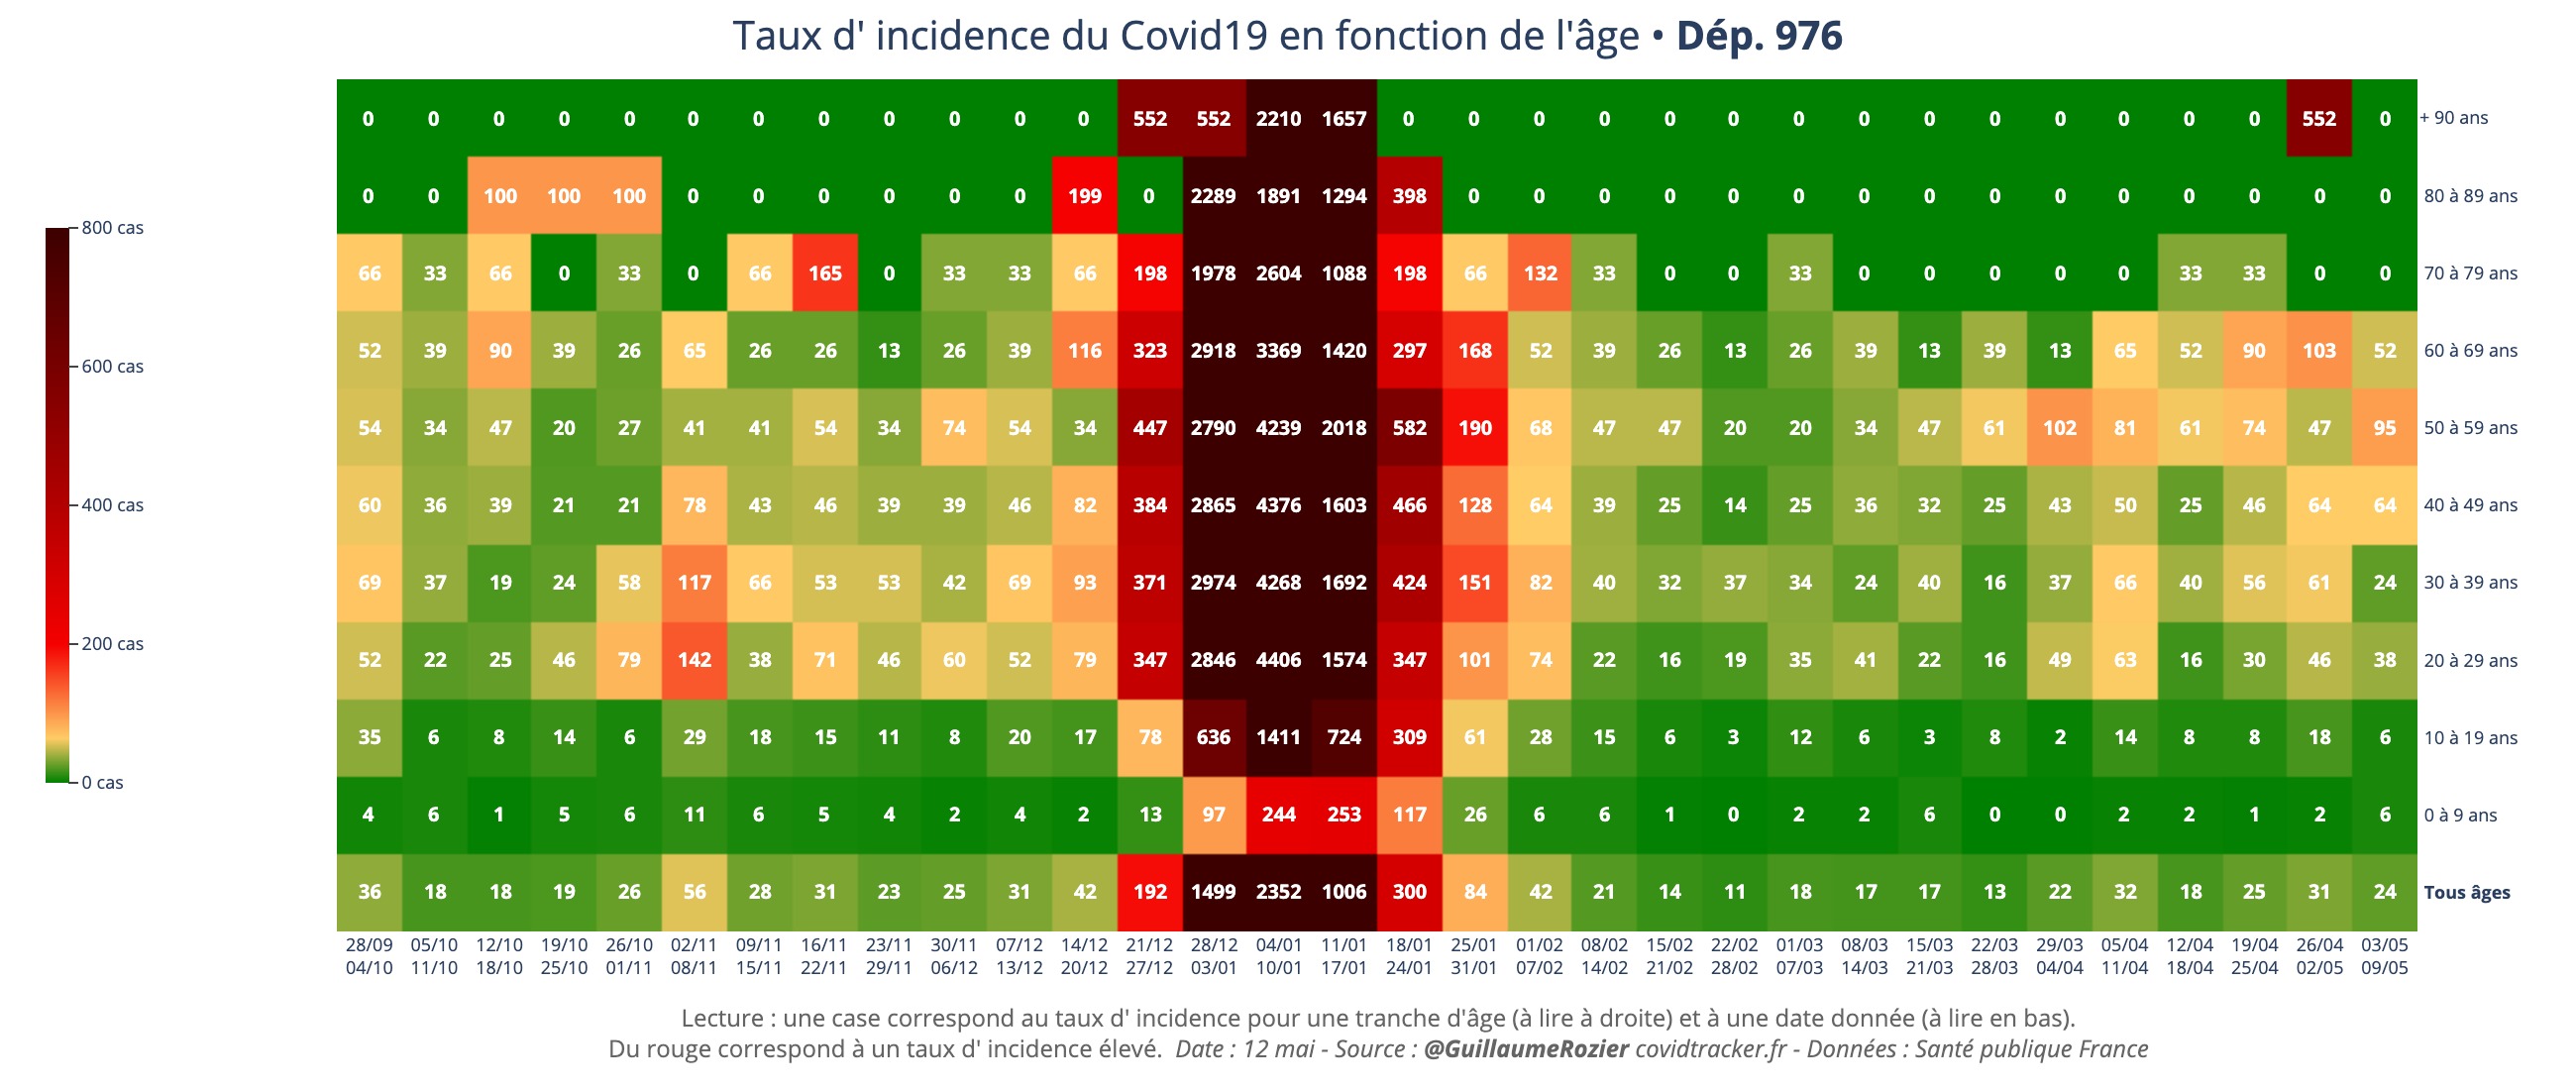 Taux d' incidence du Covid19 en fonction de l'âge • Dép. 976
0 0 0 0 0 0 0 0 0 0 0 0 552 552 2210 1657 0 0 0 0 0 0 0 0 0 0 0 0 0 0 552 0 + 90 ans
0 0 100 100 100 0 0 0 0 0 0 199 0 2289 1891 1294 398 0 0 0 0 0 0 0 0 0 0 0 0 0 0 0 80 à 89 ans
800 cas
66 33 66 0 33 0 66 165 0 33 33 66 198 1978 2604 1088 198 66 132 33 0 0 33 0 0 0 0 0 33 33 0 0 70 à 79 ans
52 39 90 39 26 65 26 26 13 26 39 116 323 2918 3369 1420 297 168 52 39 26 13 26 39 13 39 13 65 52 90 103 52 60 à 69 ans
600 cas
54 34 47 20 27 41 41 54 34 74 54 34 447 2790 4239 2018 582 190 68 47 47 20 20 34 47 61 102 81 61 74 47 95 50 à 59 ans
400 cas
60 36 39 21 21 78 43 46 39 39 46 82 384 2865 4376 1603 466 128 64 39 25 14 25 36 32 25 43 50 25 46 64 64 40 à 49 ans
69 37 19 24 58 117 66 53 53 42 69 93 371 2974 4268 1692 424 151 82 40 32 37 34 24 40 16 37 66 40 56 61 24 30 à 39 ans
200 cas
52 22 25 46 79 142 38 71 46 60 52 79 347 2846 4406 1574 347 101 74 22 16 19 35 41 22 16 49 63 16 30 46 38 20 à 29 ans
35 6 8 14 6 29 18 15 11 8 20 17 78 636 1411 724 309 61 28 15 6 3 12 6 3 8 2 14 8 8 18 6 10 à 19 ans
0 cas
4 6 1 5 6 11 6 5 4 2 4 2 13 97 244 253 117 26 6 6 1 0 2 2 6 0 0 2 2 1 2 6 0 à 9 ans
36 18 18 19 26 56 28 31 23 25 31 42 192 1499 2352 1006 300 84 42 21 14 11 18 17 17 13 22 32 18 25 31 24 Tous âges
28/09 05/10 12/10 19/10 26/10 02/11 09/11 16/11 23/11 30/11 07/12 14/12 21/12 28/12 04/01 11/01 18/01 25/01 01/02 08/02 15/02 22/02 01/03 08/03 15/03 22/03 29/03 05/04 12/04 19/04 26/04 03/05
04/10 11/10 18/10 25/10 01/11 08/11 15/11 22/11 29/11 06/12 13/12 20/12 27/12 03/01 10/01 17/01 24/01 31/01 07/02 14/02 21/02 28/02 07/03 14/03 21/03 28/03 04/04 11/04 18/04 25/04 02/05 09/05
Lecture : une case correspond au taux d' incidence pour une tranche d'âge (à lire à droite) et à une date donnée (à lire en bas).
Du rouge correspond à un taux d' incidence élevé. Date : 12 mai - Source : @GuillaumeRozier covidtracker.fr - Données : Santé publique France